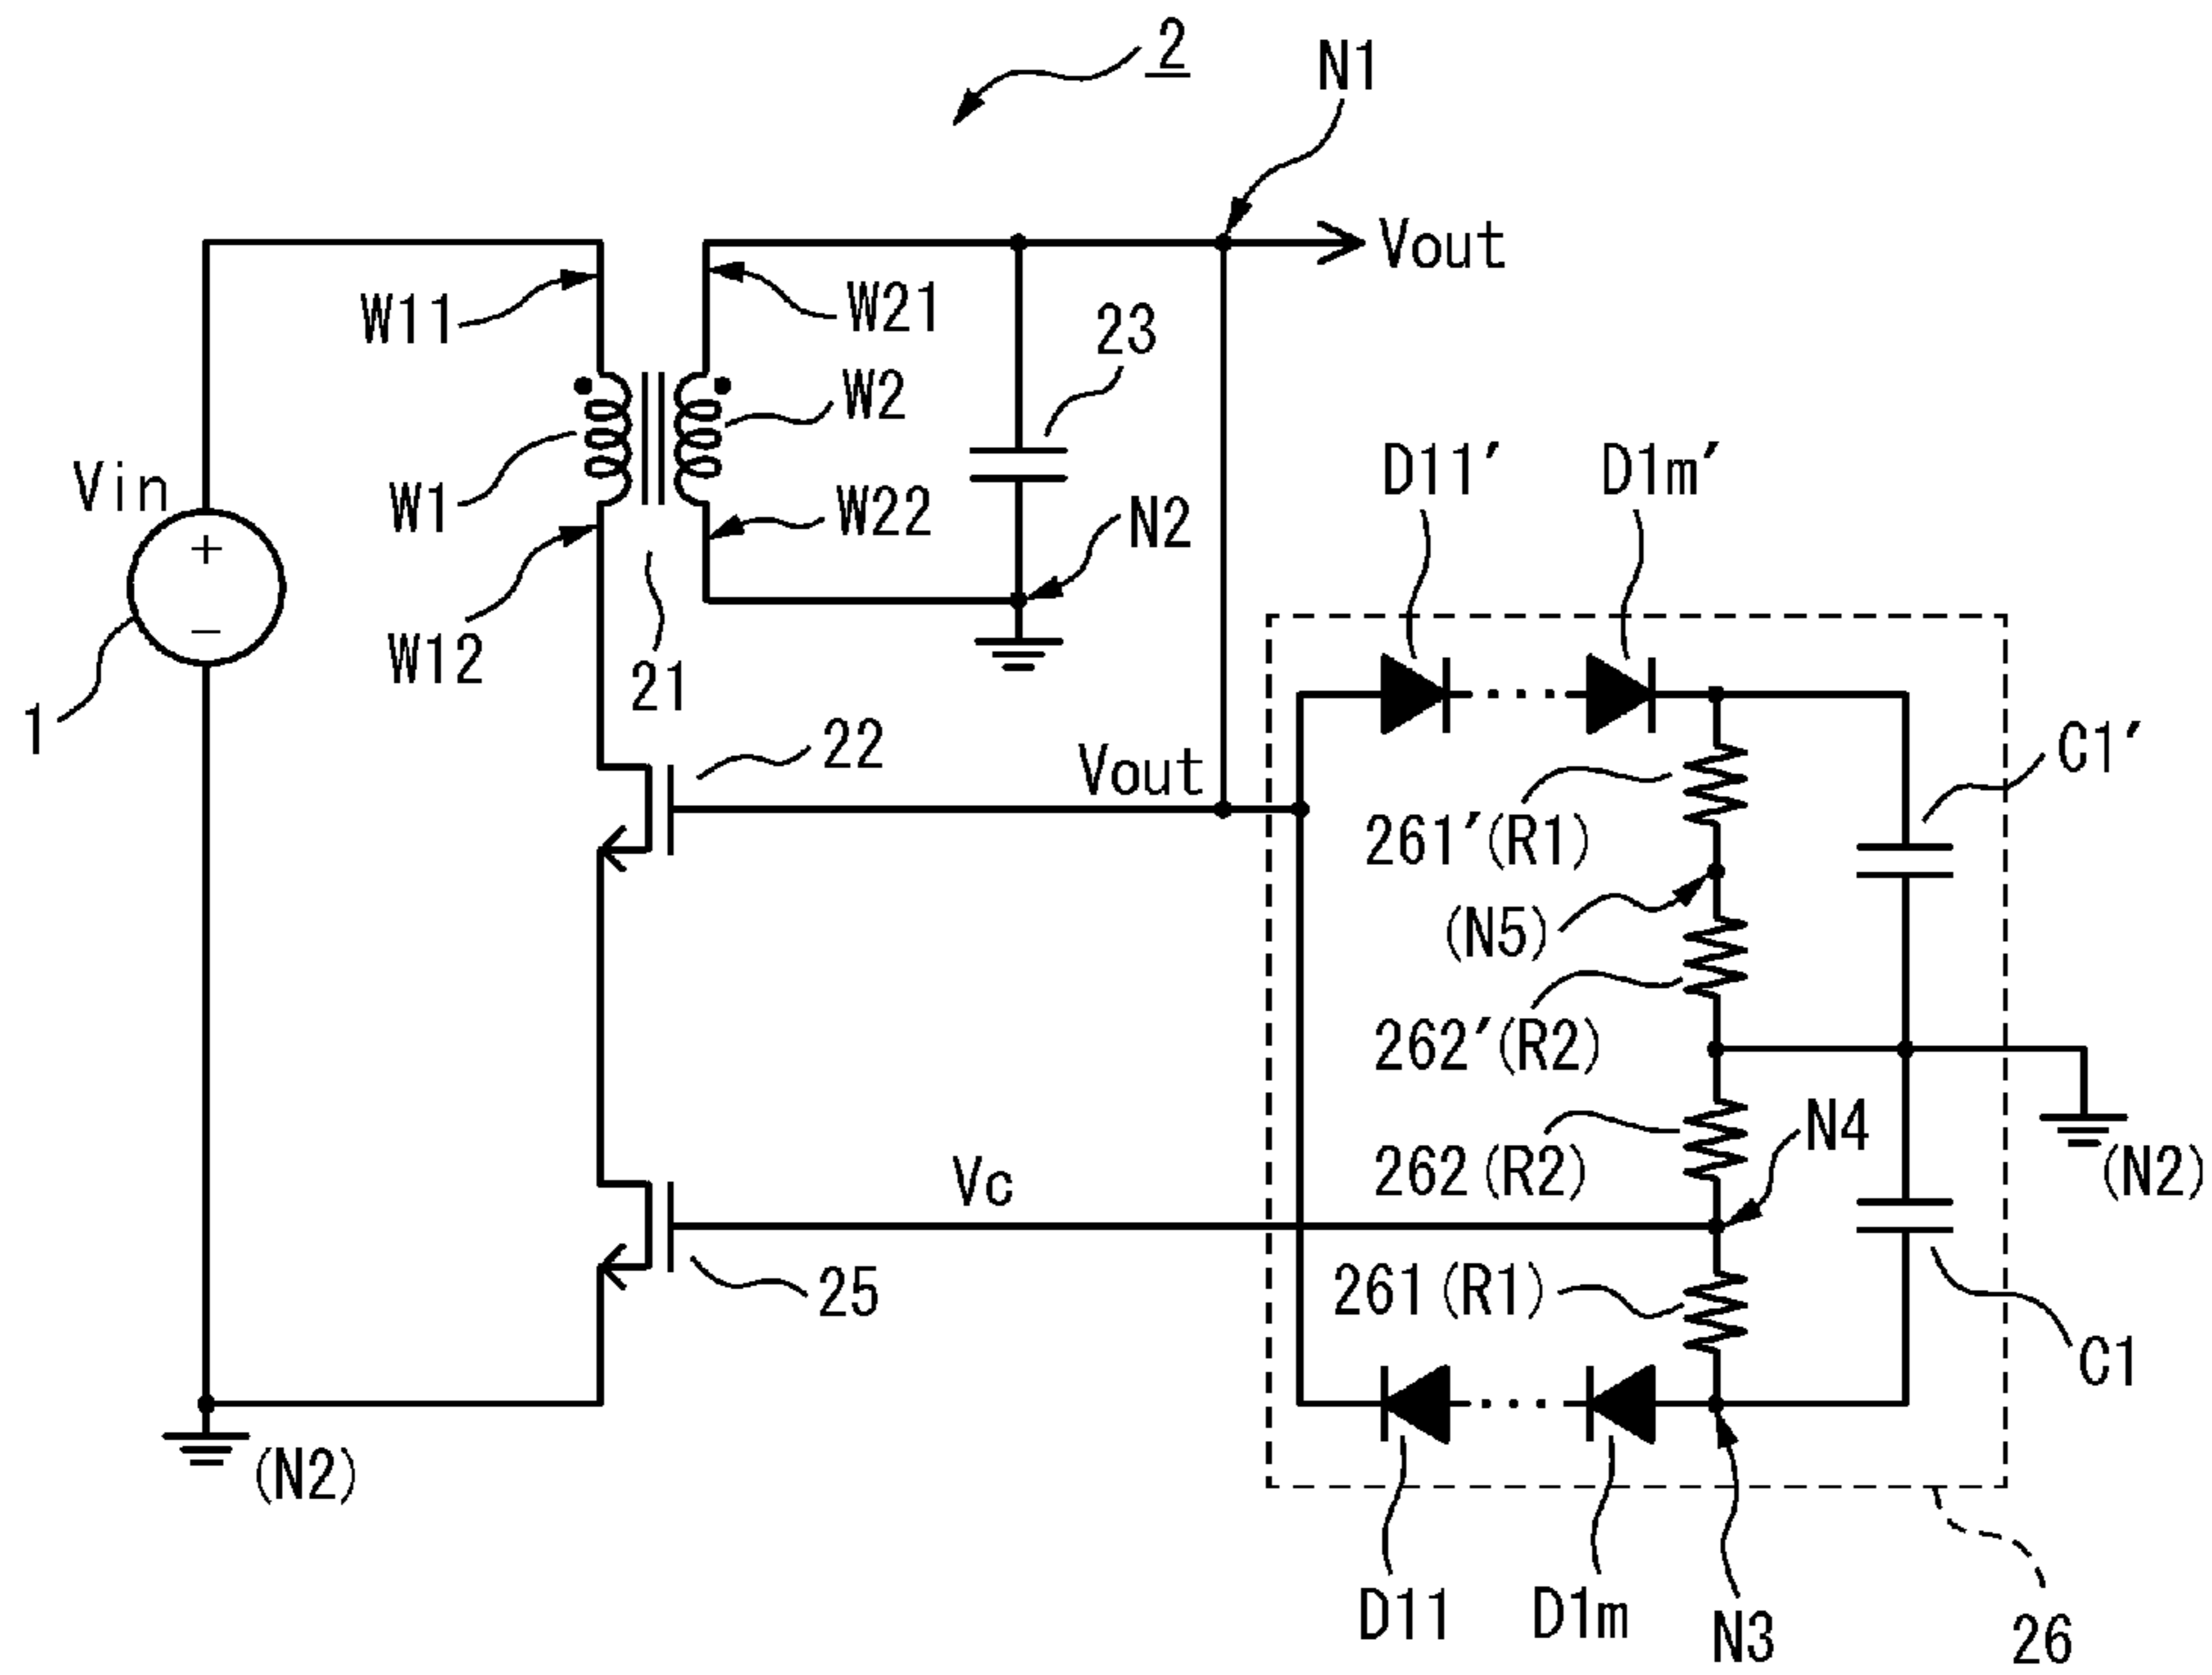 2
N1
Vout
W11
W21
23
W2
Vin
W1
W22
N2
D11′
D1m′
+
−
W12
21
1
22
Vout
C1′
261′(R1)
(N5)
262′(R2)
N4
262(R2)
(N2)
Vc
25
261(R1)
C1
(N2)
D11
D1m
N3
26